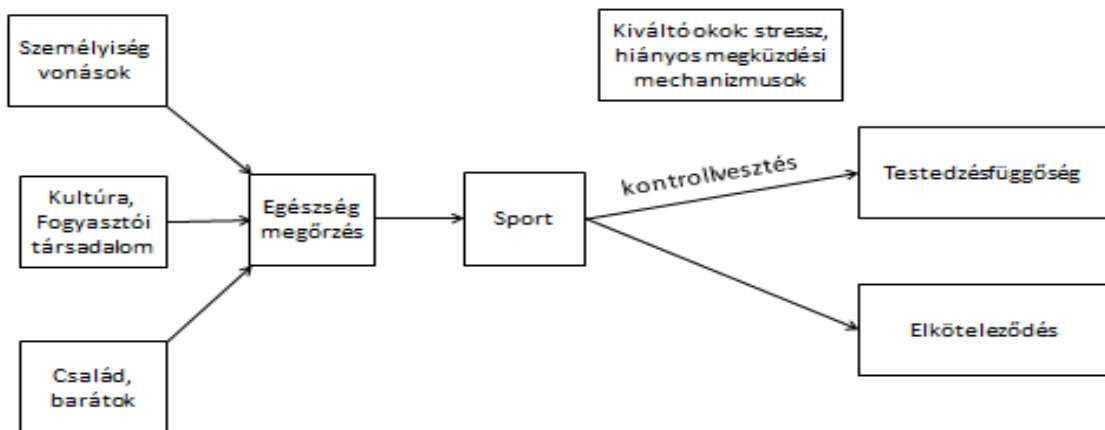 Személyiség
vonások
Kiváltó okok: stressz,
hiányos megküzdési
mechanizmusok
Kultúra,
Fogyasztói
társadalom
Egészség
megőrzés
Sport
kontrollvesztés
Testedzésfüggőség
Elköteleződés
Család,
barátok